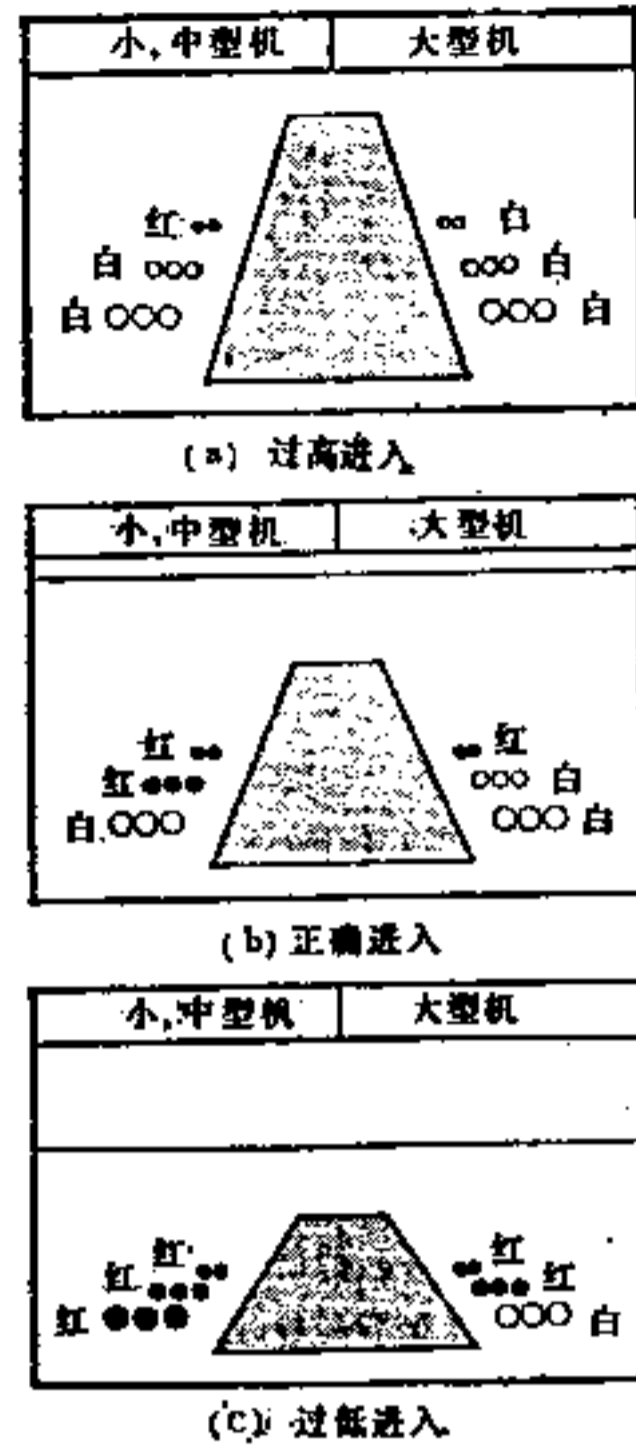 小,中型机 大型机
红 白
白 白
白 白
(a) 过高进入
小,中型机 大型机
红 红
红 白
白 白
(b) 正确进入
小,中型机 大型机
红 红
红 红
红 白
(C) 过低进入